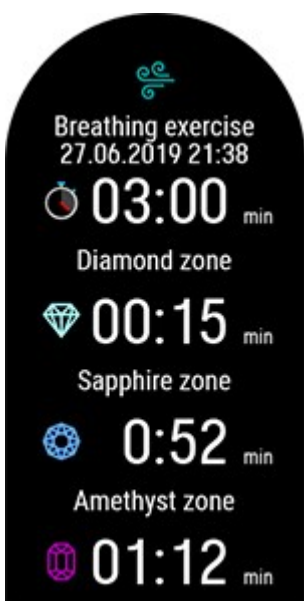 Breathing exercise
27.06.2019 21:38
03:00 min
Diamond zone
00:15 min
Sapphire zone
0:52 min
Amethyst zone
01:12 min